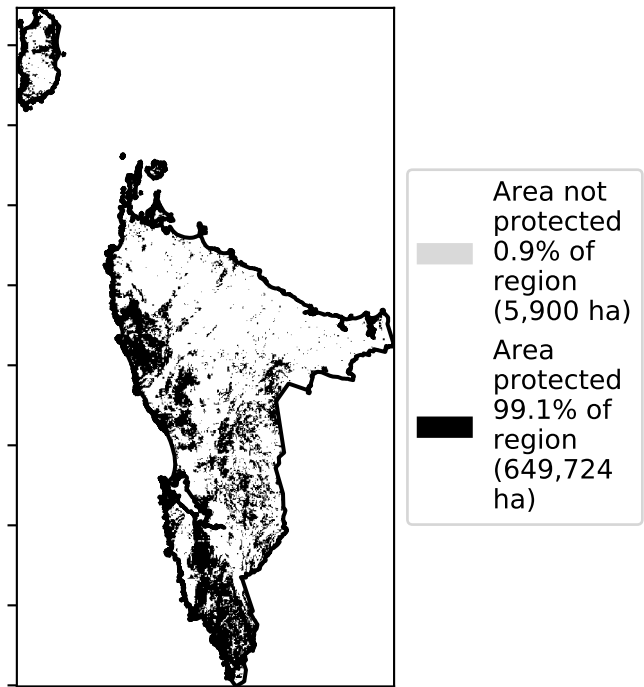 Area not
protected
0.9% of
region
(5,900 ha)
Area
protected
99.1% of
region
(649,724
ha)